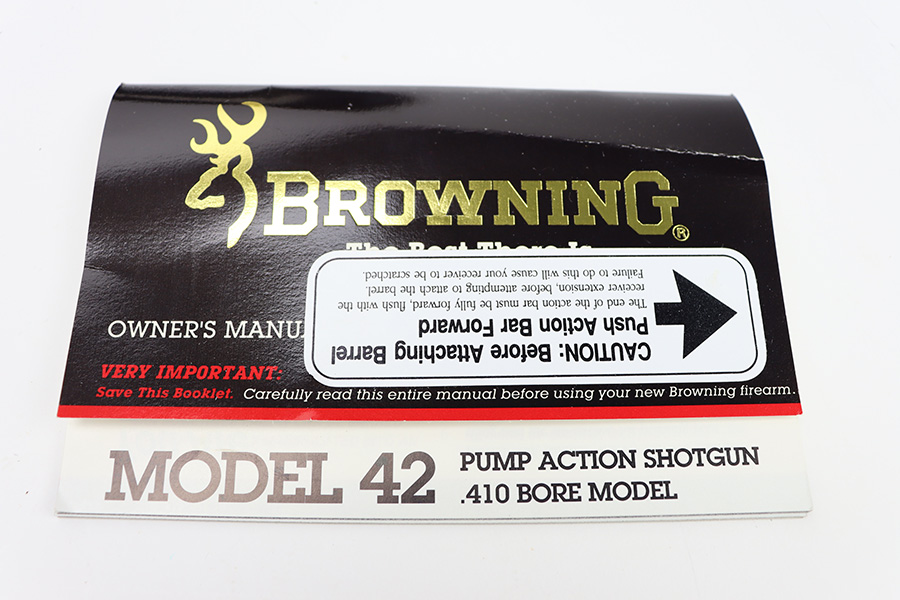 BROWNING®
The Best There Is
OWNER'S MANU
CAUTION: Before Attaching Barrel
Push Action Bar Forward
The end of the action bar must be fully forward, flush with the
receiver extension, before attempting to attach the barrel.
Failure to do this will cause your receiver to be scratched.
VERY IMPORTANT:
Save This Booklet. Carefully read this entire manual before using your new Browning firearm.
MODEL 42
PUMP ACTION SHOTGUN
.410 BORE MODEL